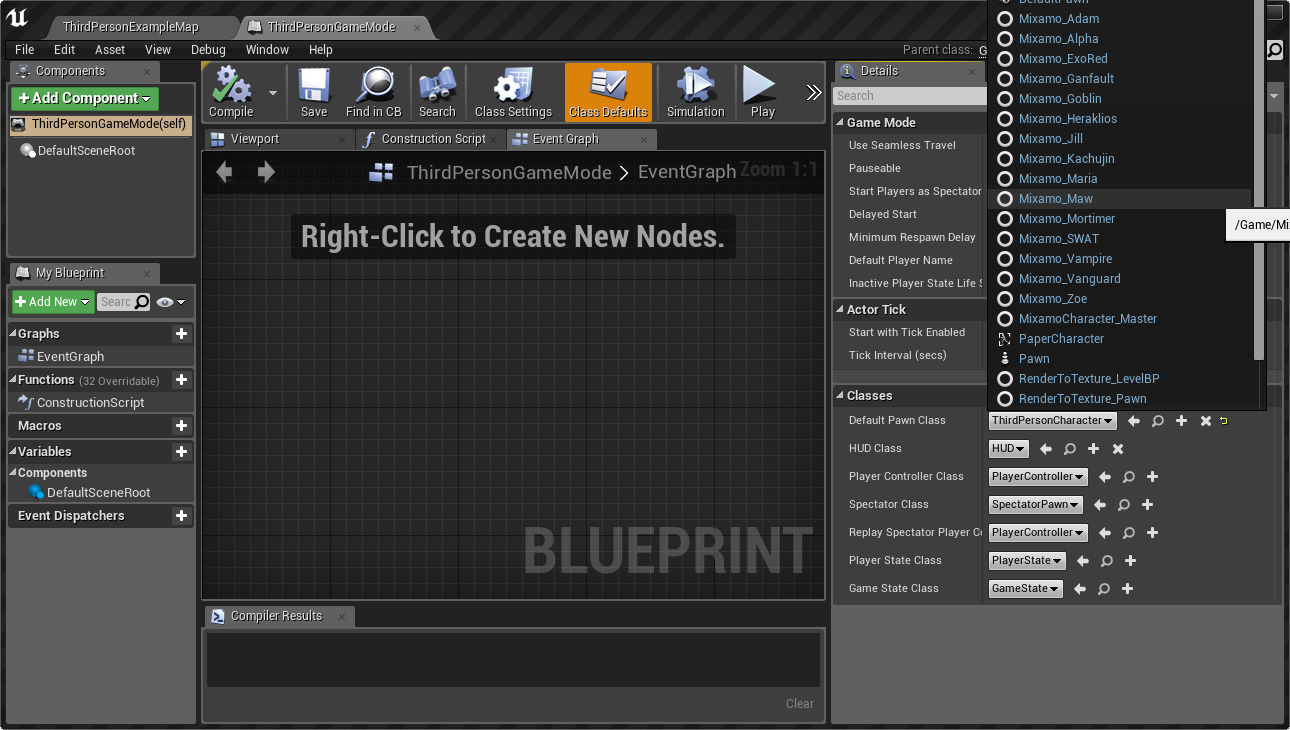 ThirdPersonExampleMap
ThirdPersonGameMode
File Edit Asset View Debug Window Help
Parent class: G
Components
Add Component
ThirdPersonGameMode(self)
DefaultSceneRoot
My Blueprint
Add New
Searc
Graphs
EventGraph
Functions (32 Overridable)
ConstructionScript
Macros
Variables
Components
DefaultSceneRoot
Event Dispatchers
Compile
Save
Find in CB
Search
Class Settings
Class Defaults
Simulation
Play
Viewport
Construction Script
Event Graph
ThirdPersonGameMode > EventGraph
Zoom 1:1
Right-Click to Create New Nodes.
BLUEPRINT
Compiler Results
Clear
Details
Search
Game Mode
Use Seamless Travel
Pauseable
Start Players as Spectator
Delayed Start
Minimum Respawn Delay
Default Player Name
Inactive Player State Life S
Actor Tick
Start with Tick Enabled
Tick Interval (secs)
Classes
Default Pawn Class ThirdPersonCharacter
HUD Class HUD
Player Controller Class PlayerController
Spectator Class SpectatorPawn
Replay Spectator Player Co PlayerController
Player State Class PlayerState
Game State Class GameState
DefaultPawn
Mixamo_Adam
Mixamo_Alpha
Mixamo_ExoRed
Mixamo_Ganfault
Mixamo_Goblin
Mixamo_Heraklios
Mixamo_Jill
Mixamo_Kachujin
Mixamo_Maria
Mixamo_Maw
Mixamo_Mortimer
Mixamo_SWAT
Mixamo_Vampire
Mixamo_Vanguard
Mixamo_Zoe
MixamoCharacter_Master
PaperCharacter
Pawn
RenderToTexture_LevelBP
RenderToTexture_Pawn
/Game/Mi